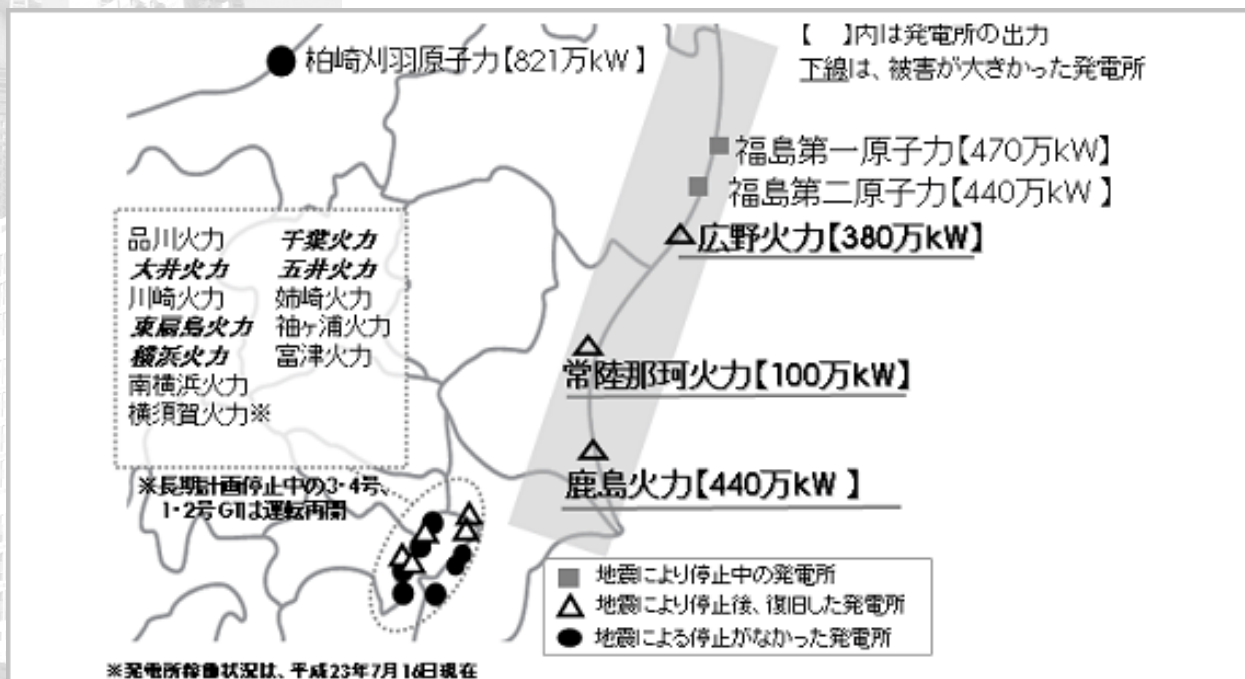 柏崎刈羽原子力【821万kW】
【　】内は発電所の出力
下線は、被害が大きかった発電所
福島第一原子力【470万kW】
福島第二原子力【440万kW】
広野火力【380万kW】
常陸那珂火力【100万kW】
鹿島火力【440万kW】
品川火力　千葉火力
大井火力　五井火力
川崎火力　姉崎火力
東扇島火力　袖ヶ浦火力
横浜火力　富津火力
南横浜火力
横須賀火力※
※長期計画停止中の3・4号、
1・2号GTは運転再開
地震により停止中の発電所
地震により停止後、復旧した発電所
地震による停止がなかった発電所
※発電所稼働状況は、平成23年7月16日現在